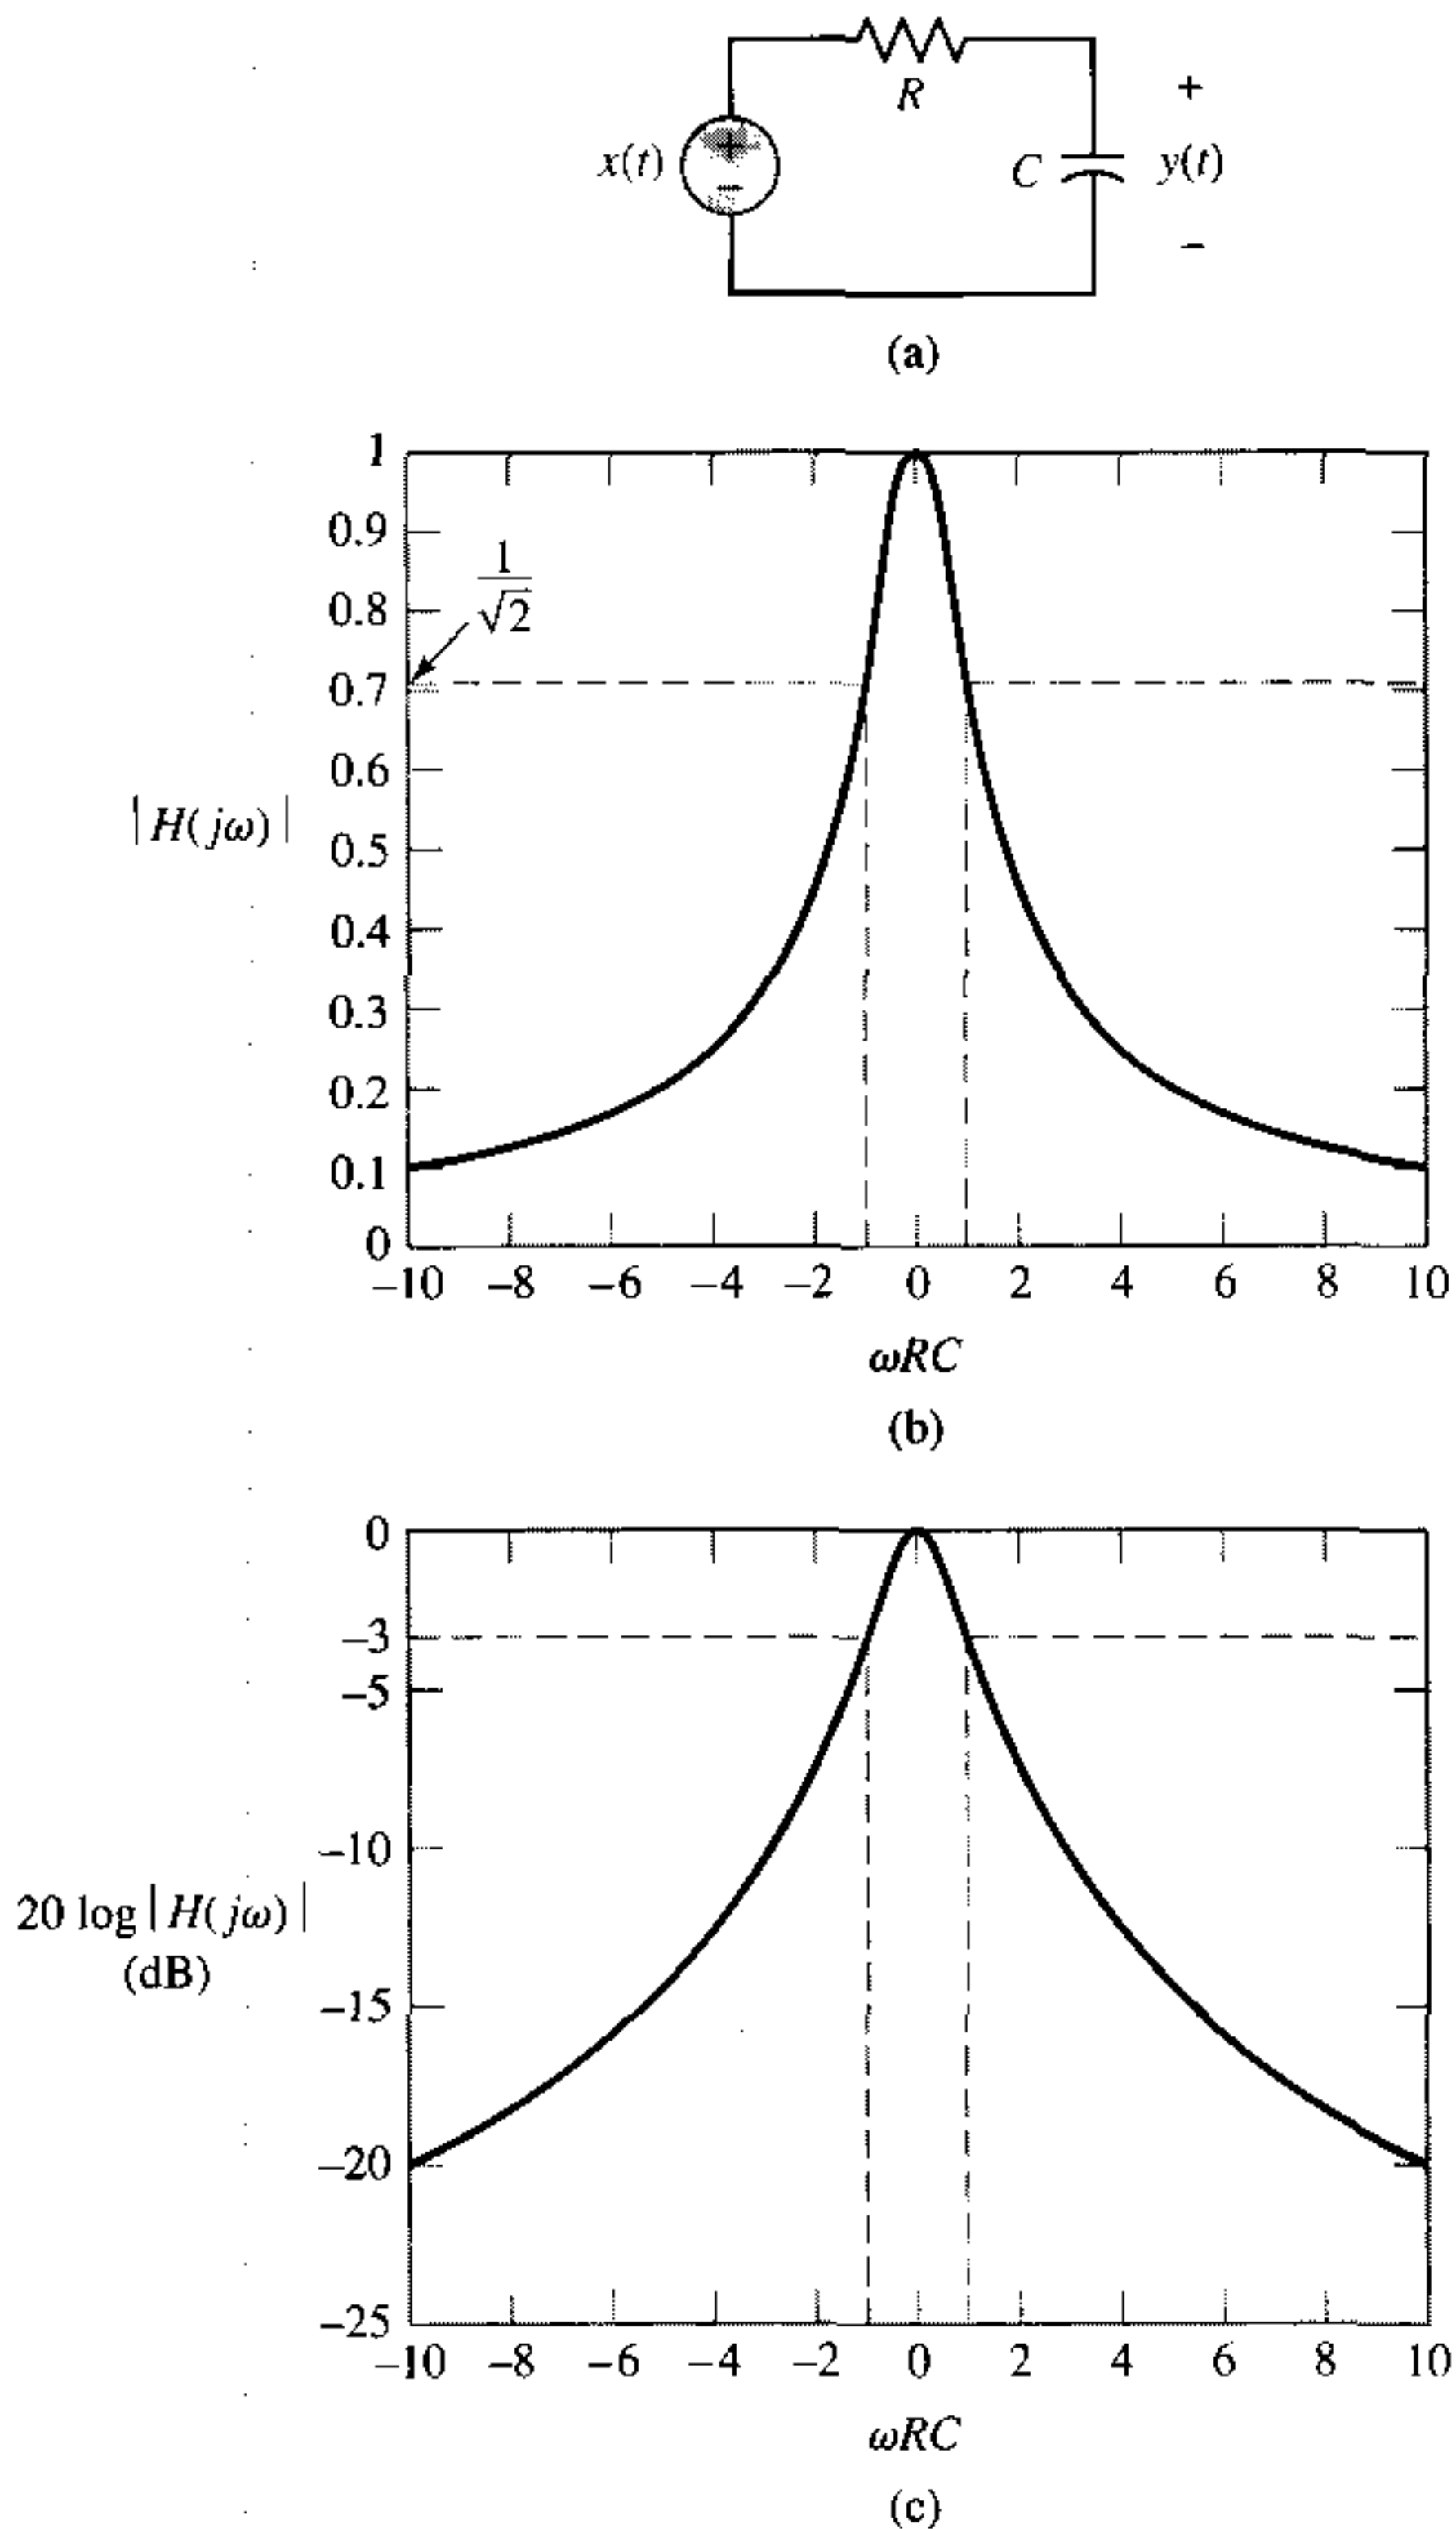 R
x(t)
+
−
C
+
y(t)
−
(a)
|H(jω)|
1
0.9
0.8
0.7
0.6
0.5
0.4
0.3
0.2
0.1
0
1
√2
−10 −8 −6 −4 −2 0 2 4 6 8 10
ωRC
(b)
20 log |H(jω)|
(dB)
0
−3
−5
−10
−15
−20
−25
−10 −8 −6 −4 −2 0 2 4 6 8 10
ωRC
(c)